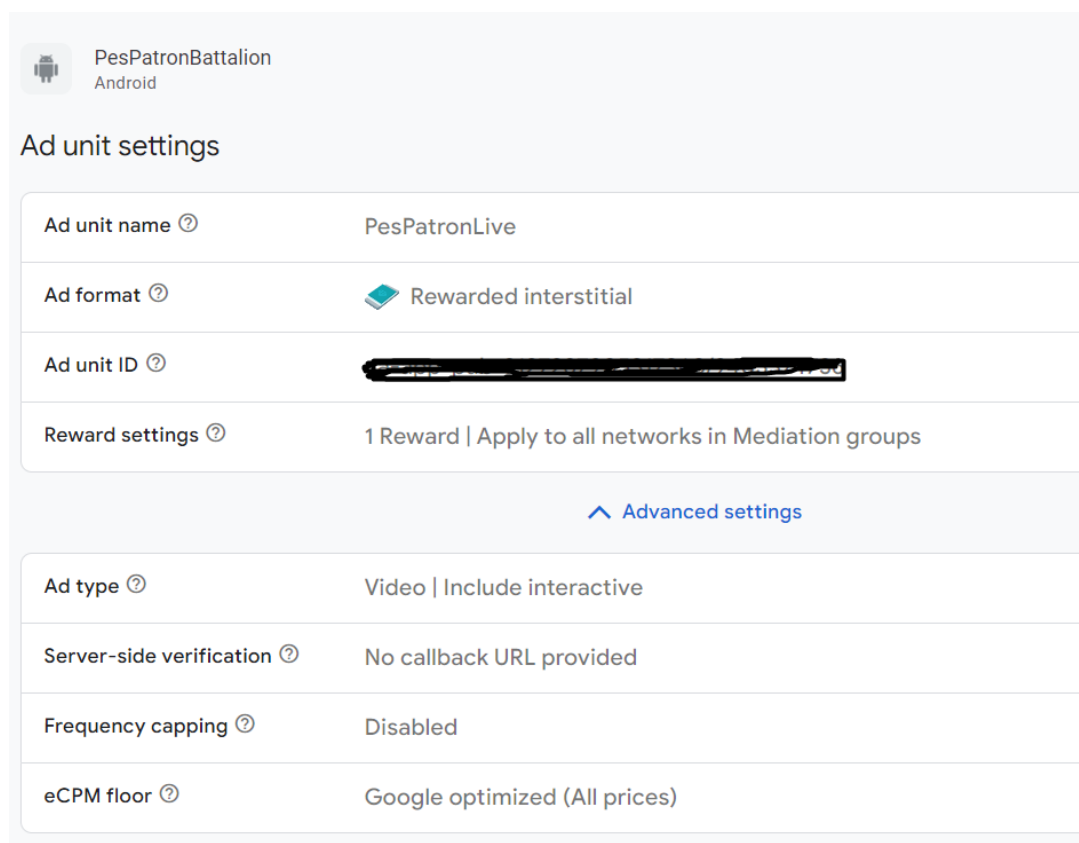 PesPatronBattalion
Android
Ad unit settings
Ad unit name
PesPatronLive
Ad format
Rewarded interstitial
Ad unit ID
Reward settings
1 Reward | Apply to all networks in Mediation groups
Advanced settings
Ad type
Video | Include interactive
Server-side verification
No callback URL provided
Frequency capping
Disabled
eCPM floor
Google optimized (All prices)